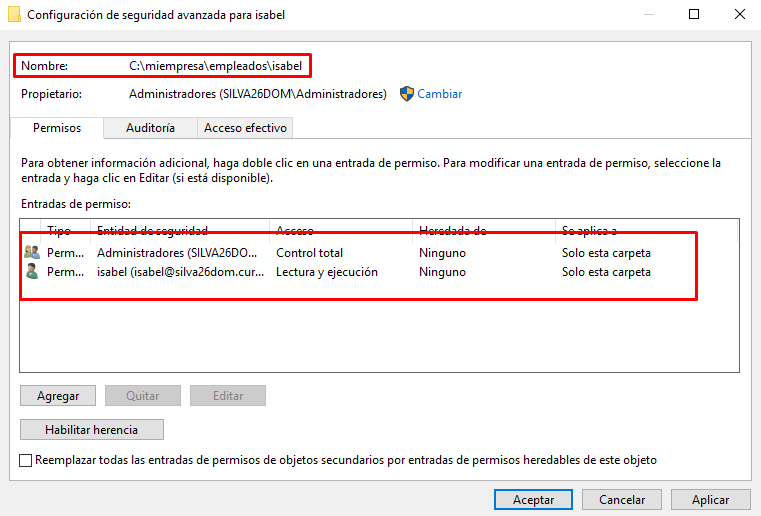 Configuración de seguridad avanzada para isabel
Nombre: C:\miempresa\empleados\isabel
Propietario: Administradores (SILVA26DOM\Administradores) Cambiar
Permisos Auditoría Acceso efectivo
Para obtener información adicional, haga doble clic en una entrada de permiso. Para modificar una entrada de permiso, seleccione la
entrada y haga clic en Editar (si está disponible).
Entradas de permiso:
Tipo Entidad de seguridad Acceso Heredada de Se aplica a
Perm... Administradores (SILVA26DO... Control total Ninguno Solo esta carpeta
Perm... isabel (isabel@silva26dom.cur... Lectura y ejecución Ninguno Solo esta carpeta
Agregar Quitar Editar
Habilitar herencia
Reemplazar todas las entradas de permisos de objetos secundarios por entradas de permisos heredables de este objeto
Aceptar Cancelar Aplicar